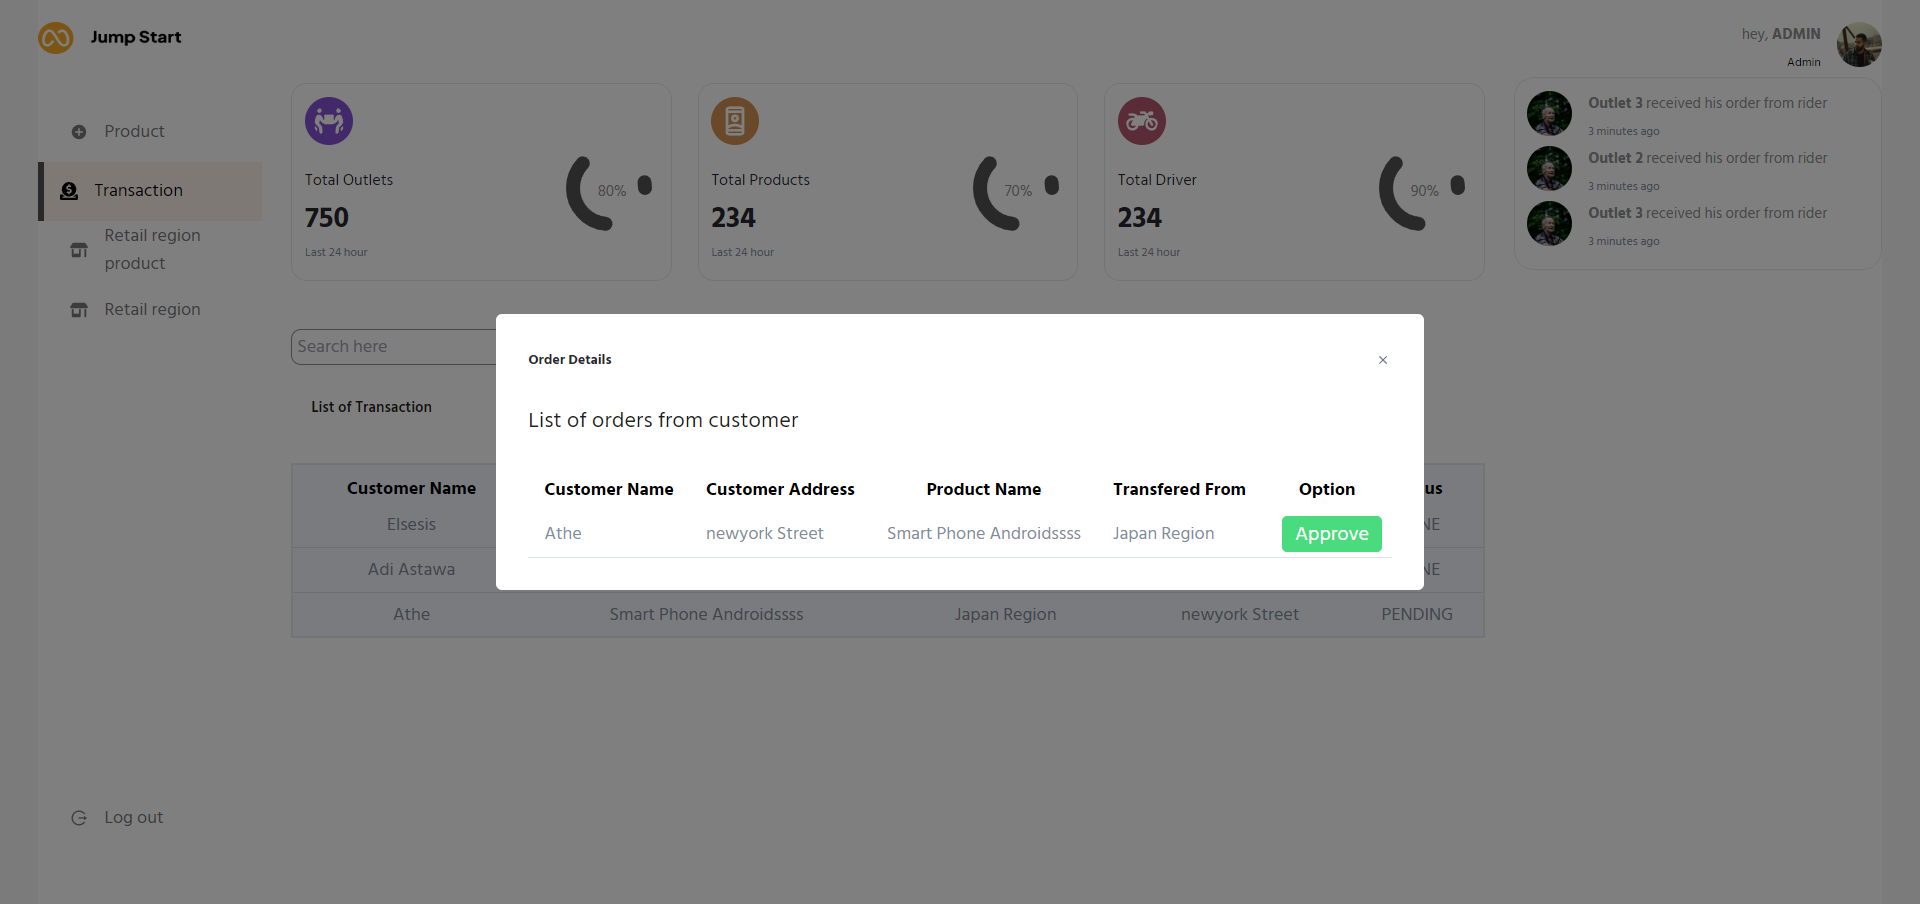 Jump Start
hey, ADMIN
Admin
Product
Transaction
Retail region
product
Retail region
Log out
Total Outlets
750
Last 24 hour
80%
Total Products
234
Last 24 hour
70%
Total Driver
234
Last 24 hour
90%
Outlet 3 received his order from rider
3 minutes ago
Outlet 2 received his order from rider
3 minutes ago
Outlet 3 received his order from rider
3 minutes ago
Search here
List of Transaction
Order Details
×
List of orders from customer
Customer Name Customer Address Product Name Transfered From Option
Athe newyork Street Smart Phone Androidssss Japan Region Approve
Customer Name us
Elsesis NE
Adi Astawa NE
Athe Smart Phone Androidssss Japan Region newyork Street PENDING